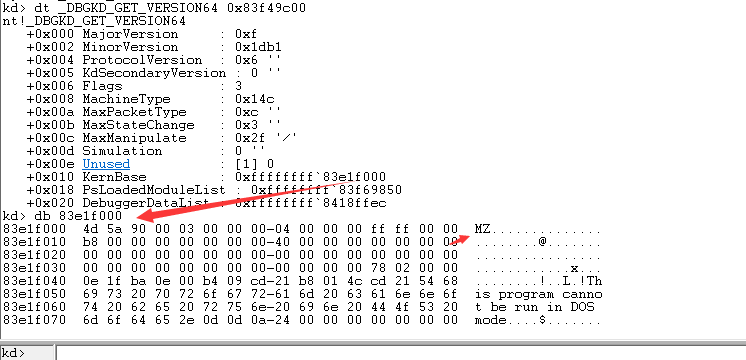 kd> dt _DBGKD_GET_VERSION64 0x83f49c00
nt!_DBGKD_GET_VERSION64
   +0x000 MajorVersion     : 0xf
   +0x002 MinorVersion     : 0x1db1
   +0x004 ProtocolVersion  : 0x6 ''
   +0x005 KdSecondaryVersion : 0 ''
   +0x006 Flags            : 3
   +0x008 MachineType      : 0x14c
   +0x00a MaxPacketType    : 0xc ''
   +0x00b MaxStateChange   : 0x3 ''
   +0x00c MaxManipulate    : 0x2f '/'
   +0x00d Simulation       : 0 ''
   +0x00e Unused           : [1] 0
   +0x010 KernBase         : 0xffffffff`83e1f000
   +0x018 PsLoadedModuleList : 0xffffffff`83f69850
   +0x020 DebuggerDataList : 0xffffffff`8418ffec
kd> db 83e1f000
83e1f000  4d 5a 90 00 03 00 00 00-04 00 00 00 ff ff 00 00  MZ..............
83e1f010  b8 00 00 00 00 00 00 00-40 00 00 00 00 00 00 00  ........@.......
83e1f020  00 00 00 00 00 00 00 00-00 00 00 00 00 00 00 00  ................
83e1f030  00 00 00 00 00 00 00 00-00 00 00 00 78 02 00 00  ............x...
83e1f040  0e 1f ba 0e 00 b4 09 cd-21 b8 01 4c cd 21 54 68  ........!..L.!Th
83e1f050  69 73 20 70 72 6f 67 72-61 6d 20 63 61 6e 6e 6f  is program canno
83e1f060  74 20 62 65 20 72 75 6e-20 69 6e 20 44 4f 53 20  t be run in DOS
83e1f070  6d 6f 64 65 2e 0d 0d 0a-24 00 00 00 00 00 00 00  mode....$.......
kd>